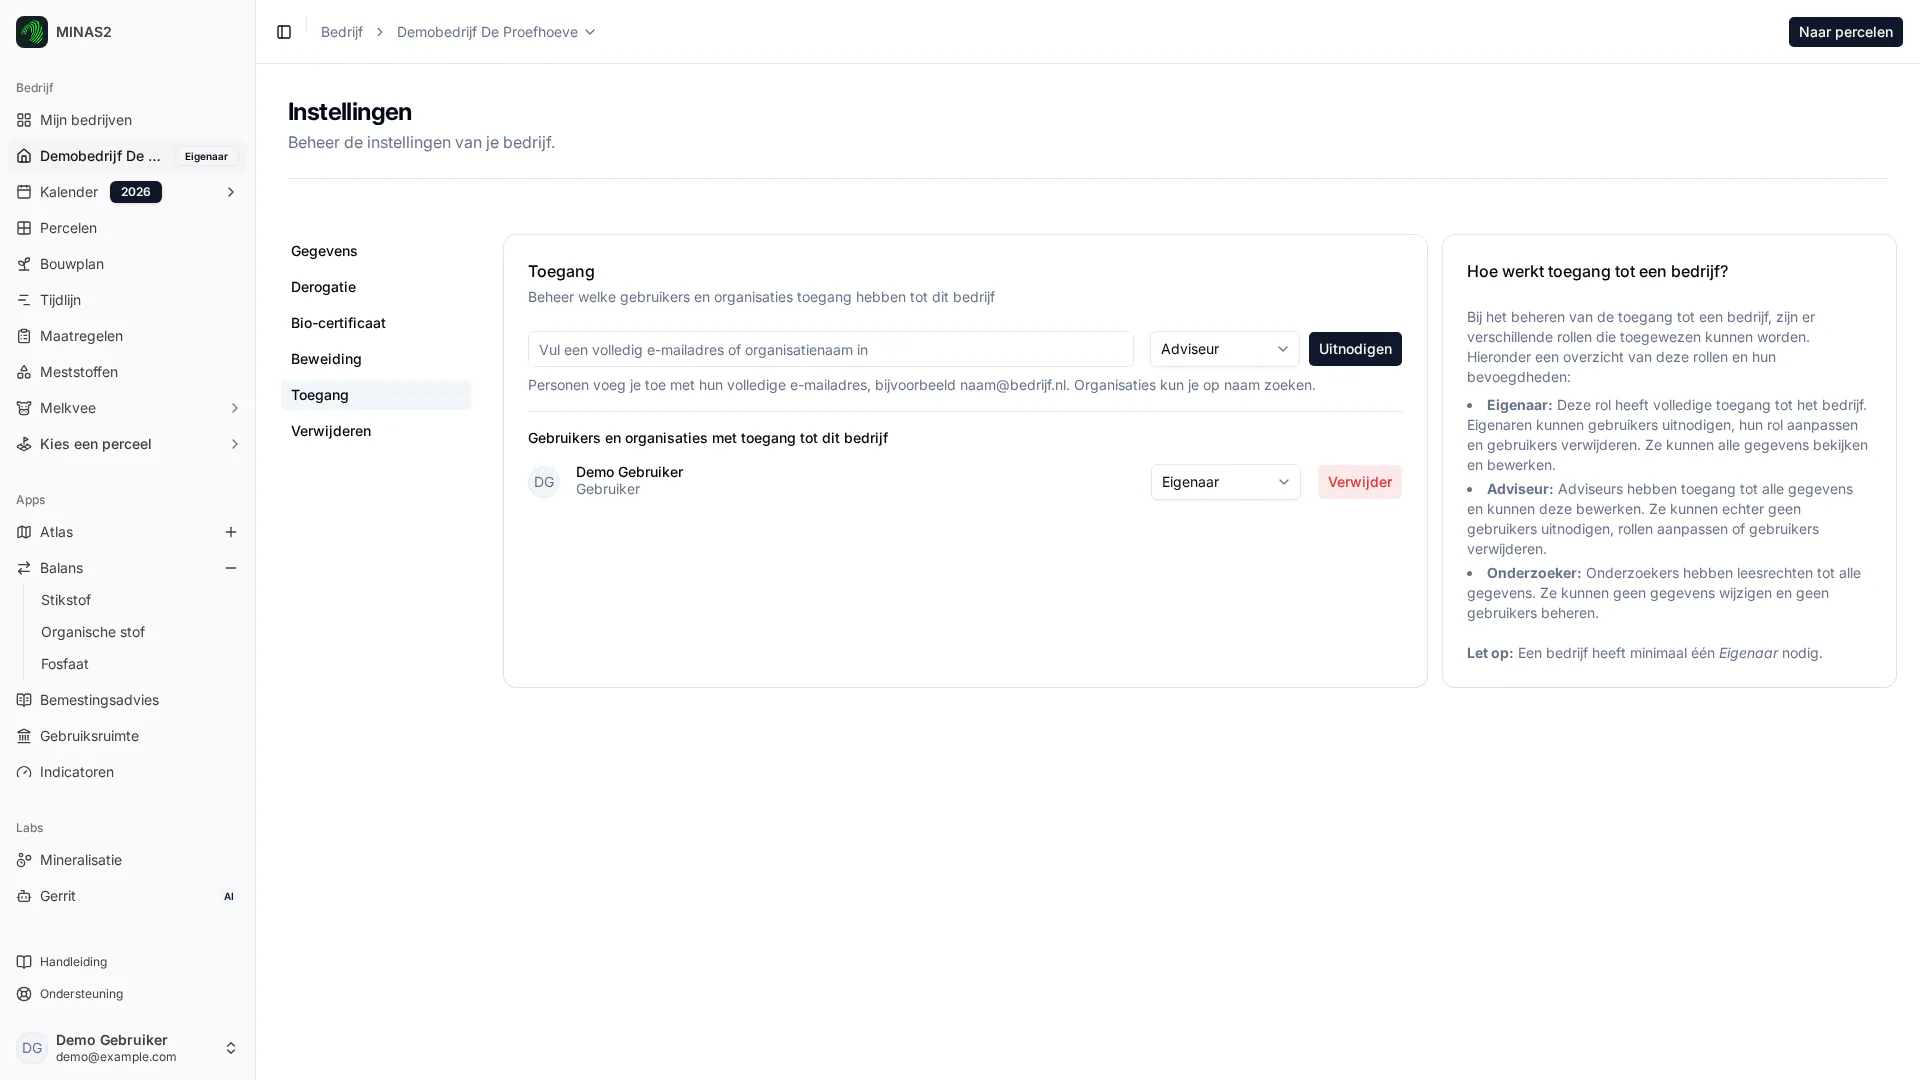 MINAS2
Bedrijf
Mijn bedrijven
Demobedrijf De ... Eigenaar
Kalender 2026
Percelen
Bouwplan
Tijdlijn
Maatregelen
Meststoffen
Melkvee
Kies een perceel
Apps
Atlas
Balans
Stikstof
Organische stof
Fosfaat
Bemestingsadvies
Gebruiksruimte
Indicatoren
Labs
Mineralisatie
Gerrit AI
Handleiding
Ondersteuning
DG Demo Gebruiker
demo@example.com
Bedrijf > Demobedrijf De Proefhoeve
Naar percelen
Instellingen
Beheer de instellingen van je bedrijf.
Gegevens
Derogatie
Bio-certificaat
Beweiding
Toegang
Verwijderen
Toegang
Beheer welke gebruikers en organisaties toegang hebben tot dit bedrijf
Vul een volledig e-mailadres of organisatienaam in Adviseur Uitnodigen
Personen voeg je toe met hun volledige e-mailadres, bijvoorbeeld naam@bedrijf.nl. Organisaties kun je op naam zoeken.
Gebruikers en organisaties met toegang tot dit bedrijf
DG Demo Gebruiker
Gebruiker
Eigenaar Verwijder
Hoe werkt toegang tot een bedrijf?
Bij het beheren van de toegang tot een bedrijf, zijn er
verschillende rollen die toegewezen kunnen worden.
Hieronder een overzicht van deze rollen en hun
bevoegdheden:
• Eigenaar: Deze rol heeft volledige toegang tot het bedrijf.
Eigenaren kunnen gebruikers uitnodigen, hun rol aanpassen
en gebruikers verwijderen. Ze kunnen alle gegevens bekijken
en bewerken.
• Adviseur: Adviseurs hebben toegang tot alle gegevens
en kunnen deze bewerken. Ze kunnen echter geen
gebruikers uitnodigen, rollen aanpassen of gebruikers
verwijderen.
• Onderzoeker: Onderzoekers hebben leesrechten tot alle
gegevens. Ze kunnen geen gegevens wijzigen en geen
gebruikers beheren.
Let op: Een bedrijf heeft minimaal één Eigenaar nodig.